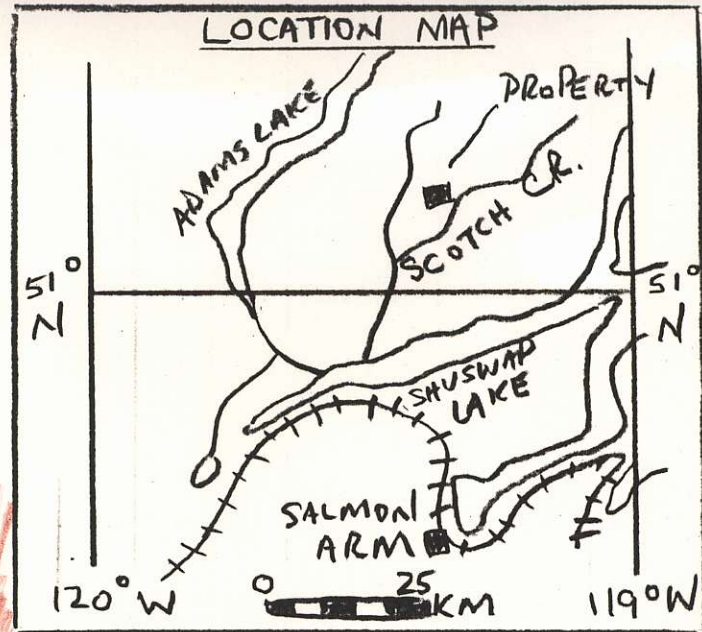 LOCATION MAP
PROPERTY
ADAMS LAKE
SCOTCH CR.
51°
N
51°
N
SHUSWAP
LAKE
SALMON
ARM
0 25
KM
120° W
119° W